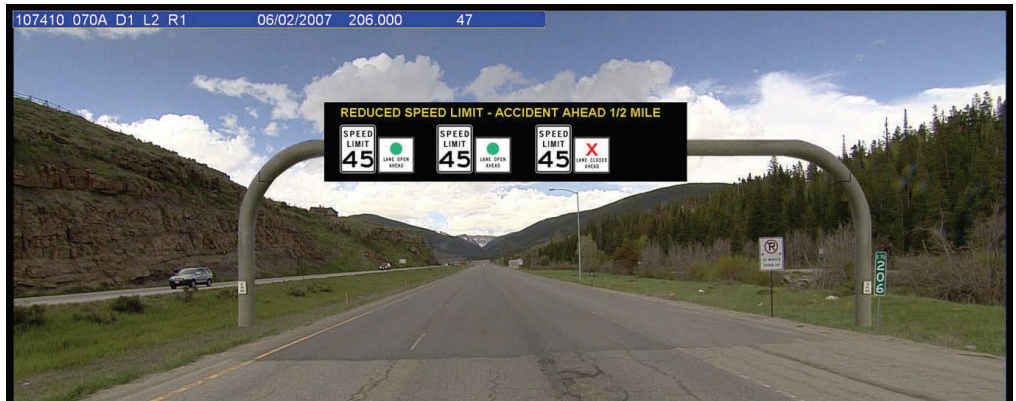 107410 070A D1 L2 R1 06/02/2007 206.000 47
REDUCED SPEED LIMIT - ACCIDENT AHEAD 1/2 MILE
SPEED
LIMIT
45
LANE OPEN
AHEAD
SPEED
LIMIT
45
LANE OPEN
AHEAD
SPEED
LIMIT
45
X
LANE CLOSED
AHEAD
R
206